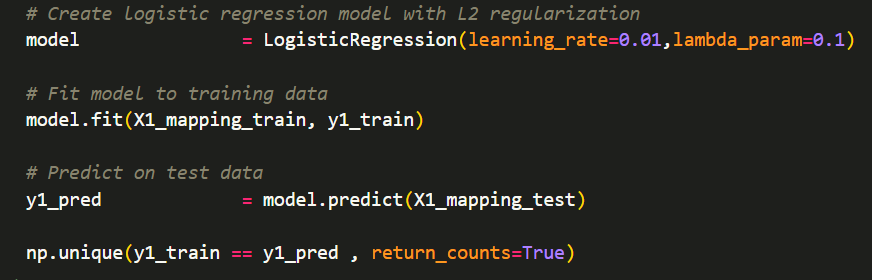 # Create logistic regression model with L2 regularization
model = LogisticRegression(learning_rate=0.01,lambda_param=0.1)
# Fit model to training data
model.fit(X1_mapping_train, y1_train)
# Predict on test data
y1_pred = model.predict(X1_mapping_test)
np.unique(y1_train == y1_pred , return_counts=True)